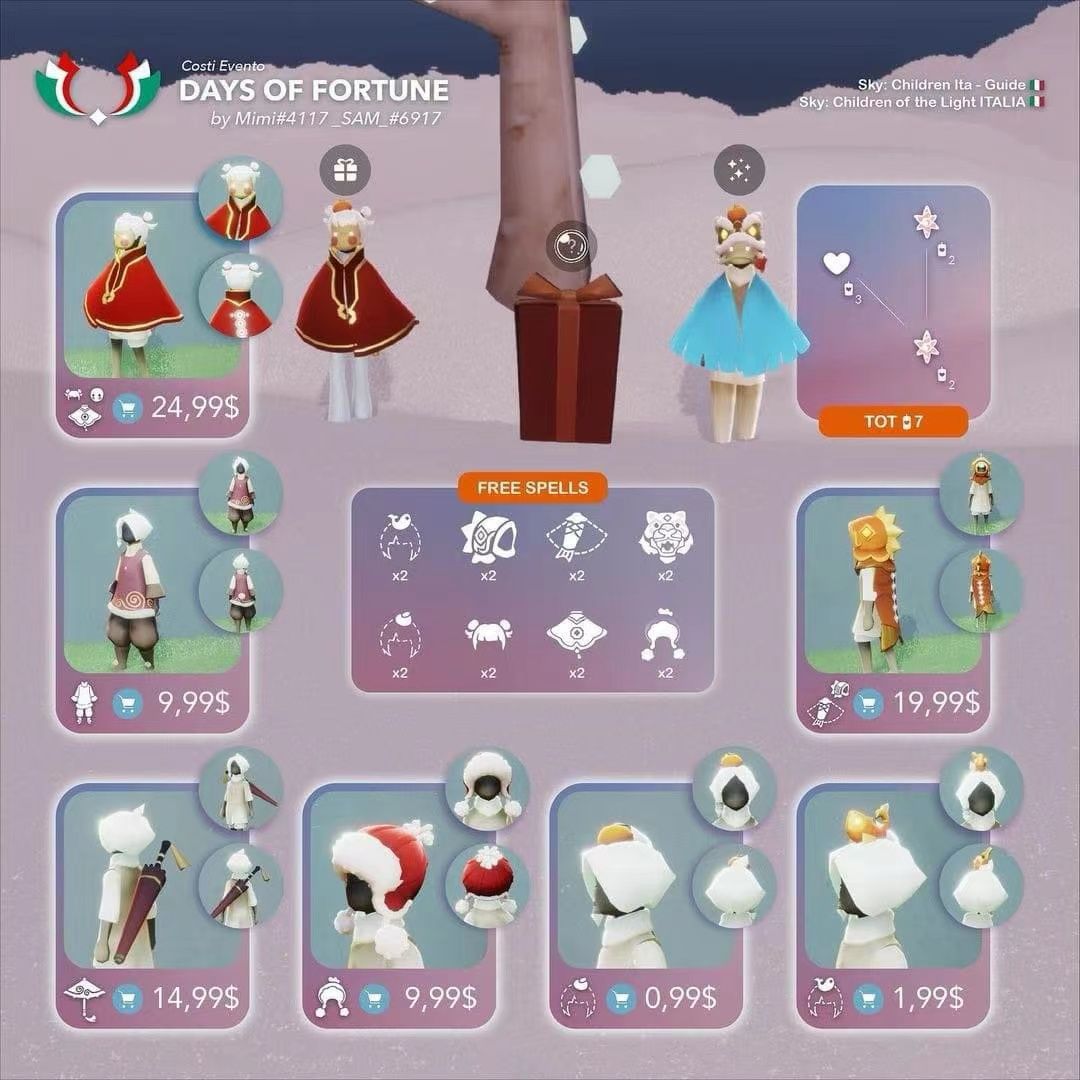 Costi Evento
DAYS OF FORTUNE
by Mimi#4117_SAM_#6917
Sky: Children Ita - Guide
Sky: Children of the Light ITALIA
?
2
3
2
TOT 7
24,99$
FREE SPELLS
x2 x2 x2 x2
x2 x2 x2 x2
9,99$
19,99$
14,99$
9,99$
0,99$
1,99$